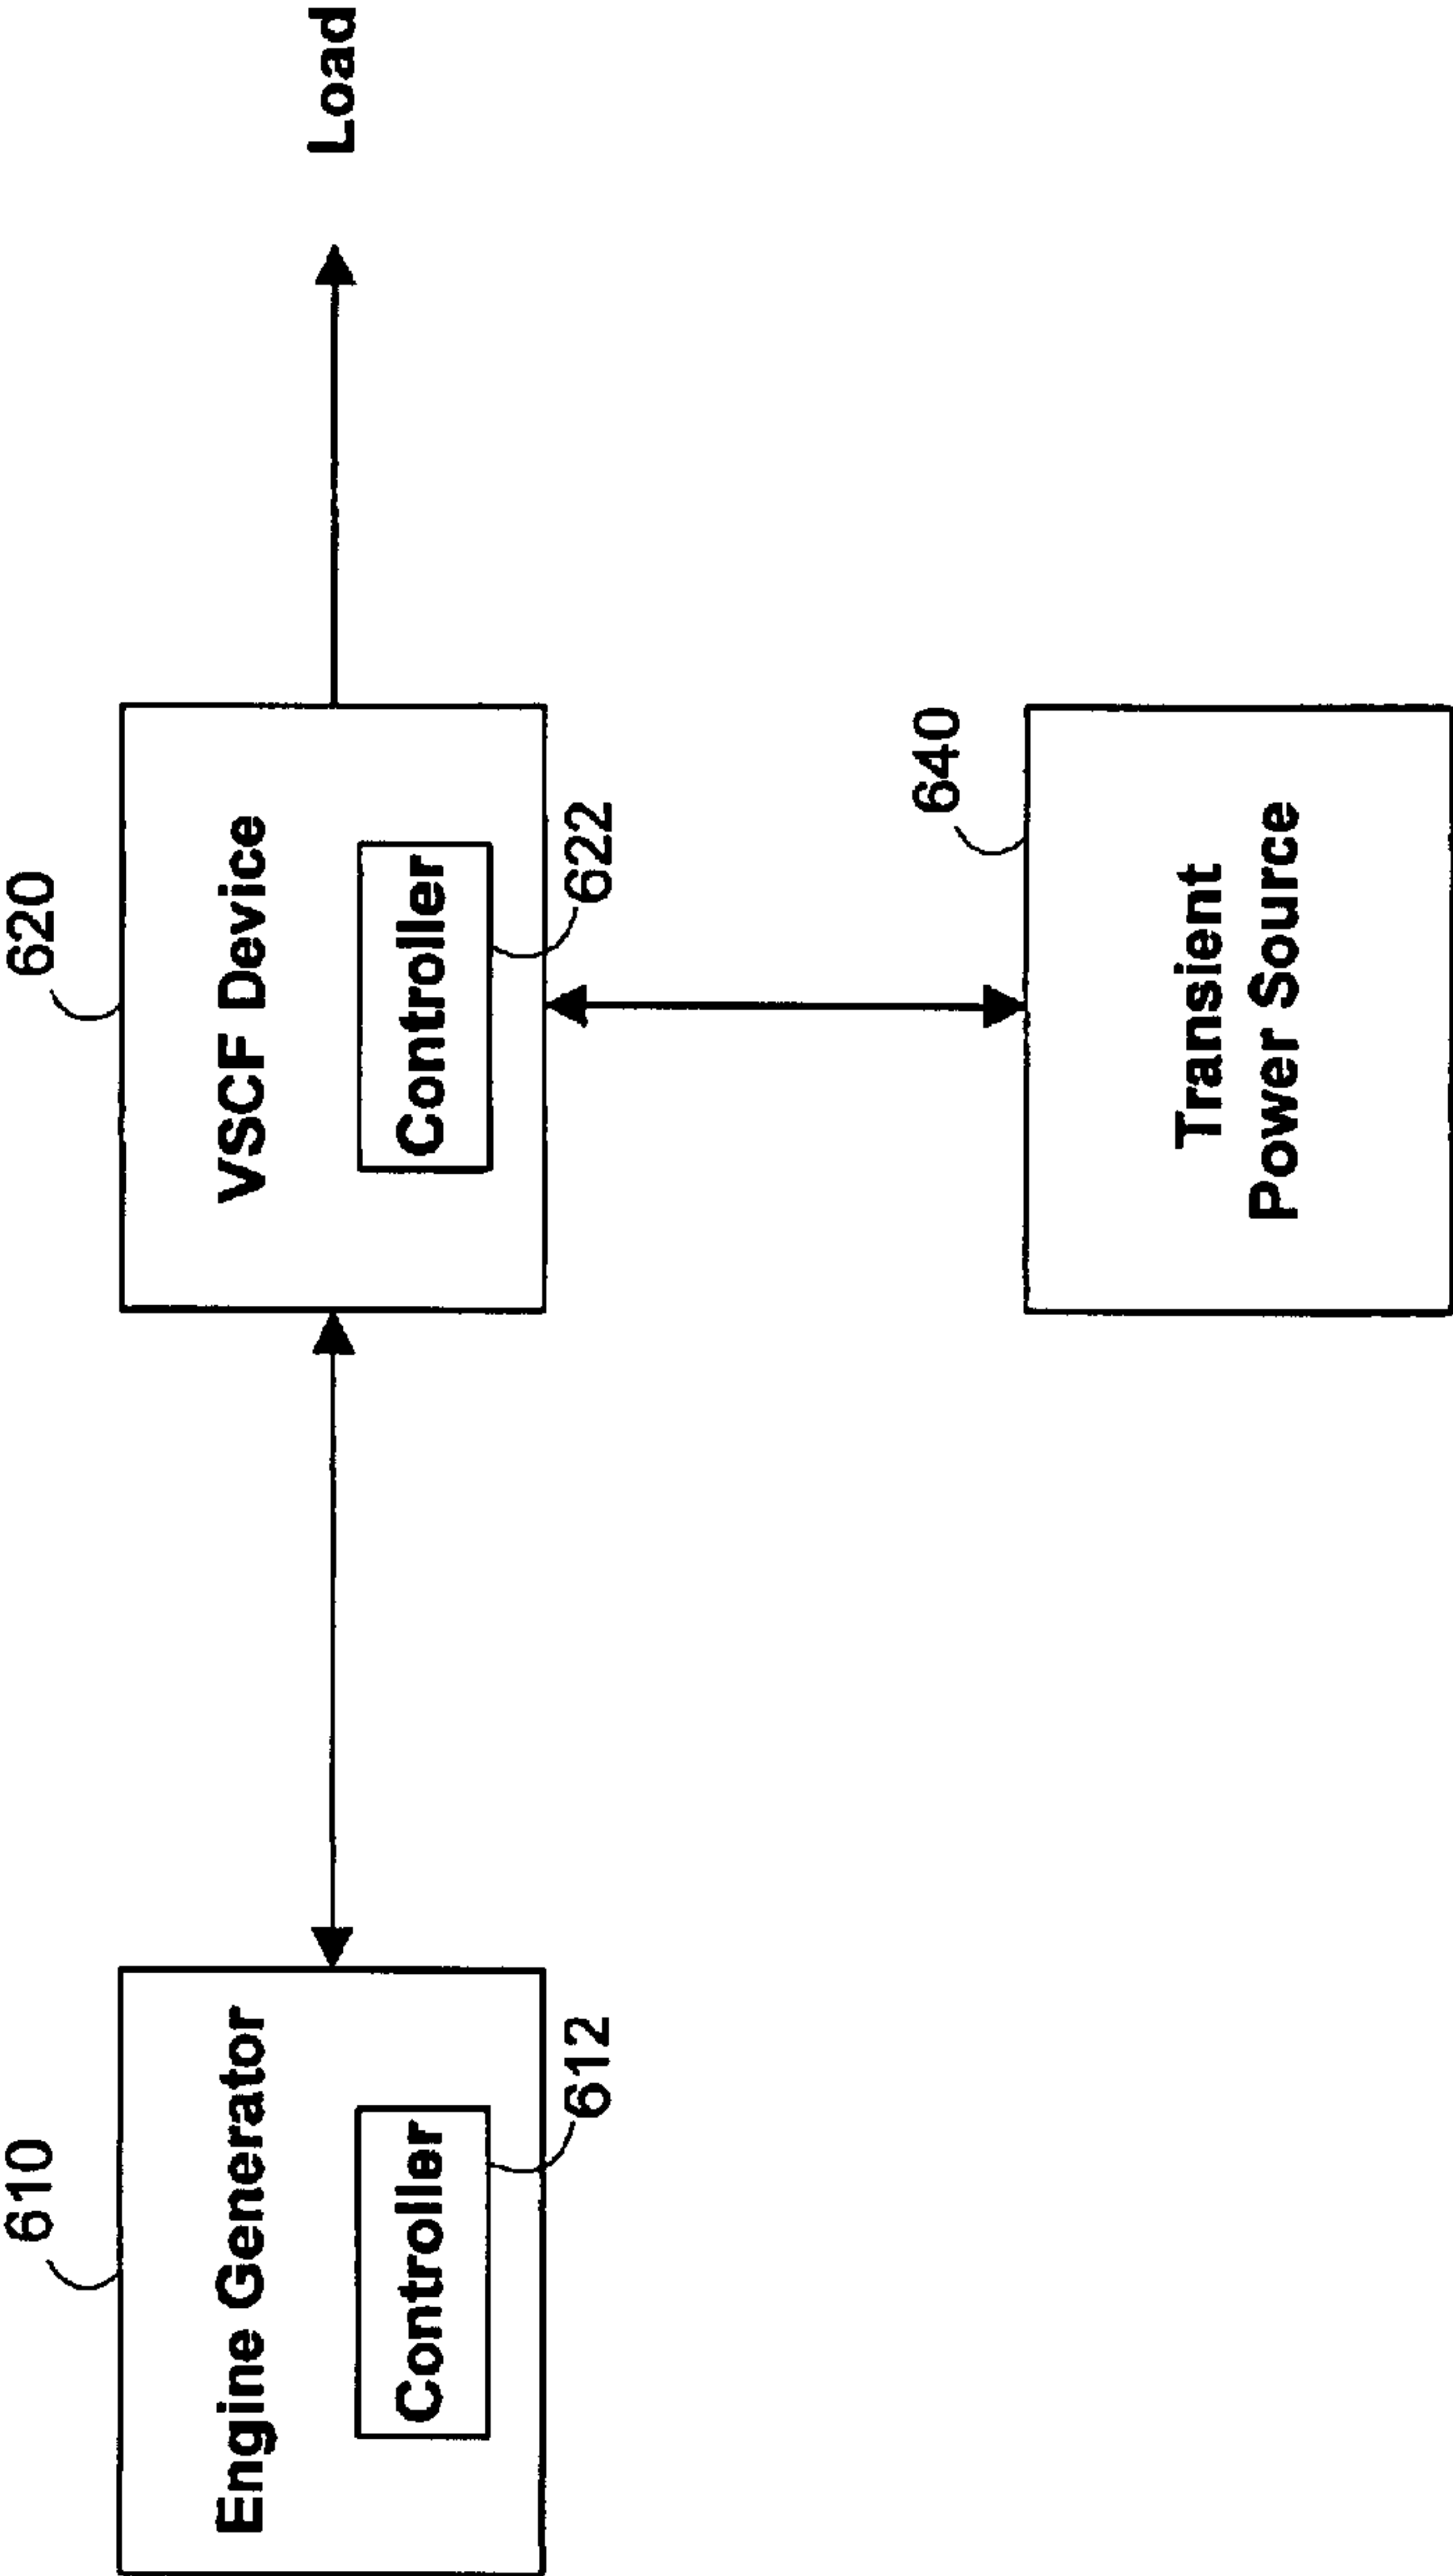 610
Engine Generator
Controller
612
620
VSCF Device
Controller
622
Load
640
Transient
Power Source